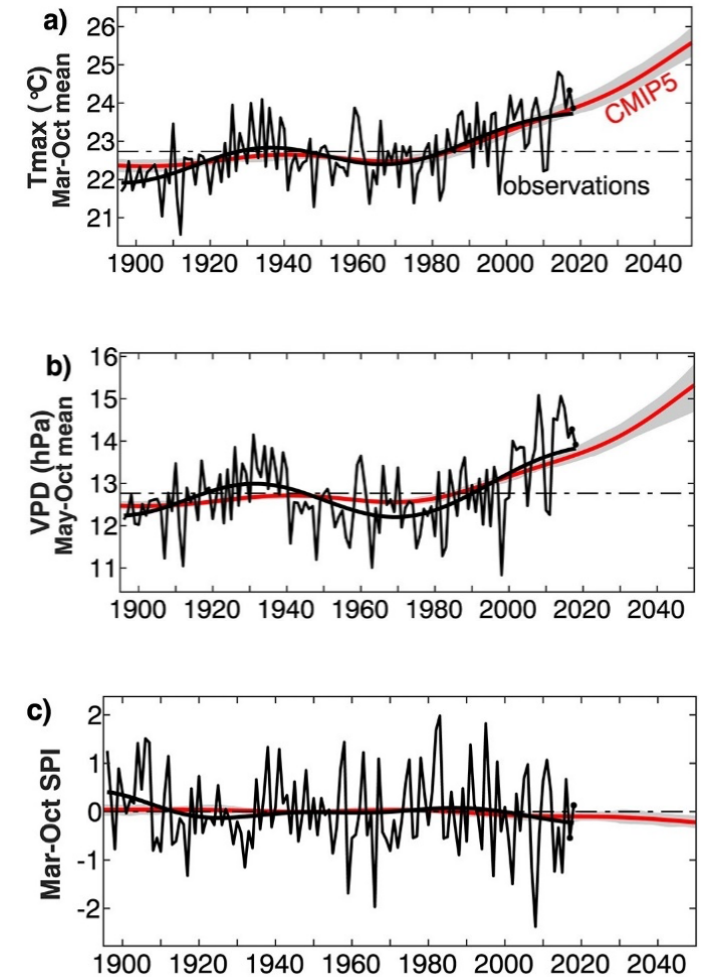 a)
Tmax (°C)
Mar-Oct mean
26
25
24
23
22
21
CMIP5
observations
1900 1920 1940 1960 1980 2000 2020 2040
b)
VPD (hPa)
May-Oct mean
16
15
14
13
12
11
1900 1920 1940 1960 1980 2000 2020 2040
c)
Mar-Oct SPI
2
1
0
-1
-2
1900 1920 1940 1960 1980 2000 2020 2040